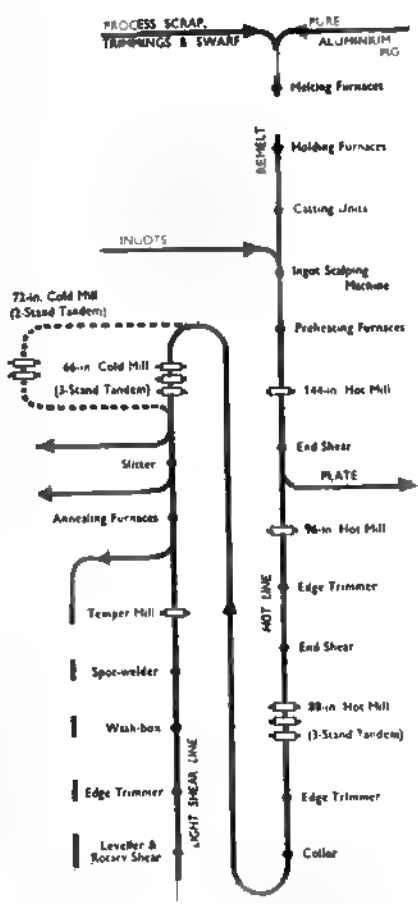 PROCESS SCRAP,
TRIMMINGS & SWARF
PURE
ALUMINIUM
PIG
Melting Furnaces
REMELT
Holding Furnaces
Casting Units
INGOTS
Ingot Scalping
Machine
Preheating Furnaces
144-in. Hot Mill
End Shear
PLATE
96-in. Hot Mill
HOT LINE
Edge Trimmer
End Shear
88-in. Hot Mill
(3-Stand Tandem)
Edge Trimmer
Coiler
72-in. Cold Mill
(2-Stand Tandem)
66-in. Cold Mill
(3-Stand Tandem)
Slitter
Annealing Furnaces
Temper Mill
Spot-welder
Wash-box
LIGHT SHEAR LINE
Edge Trimmer
Leveller &
Rotary Shear